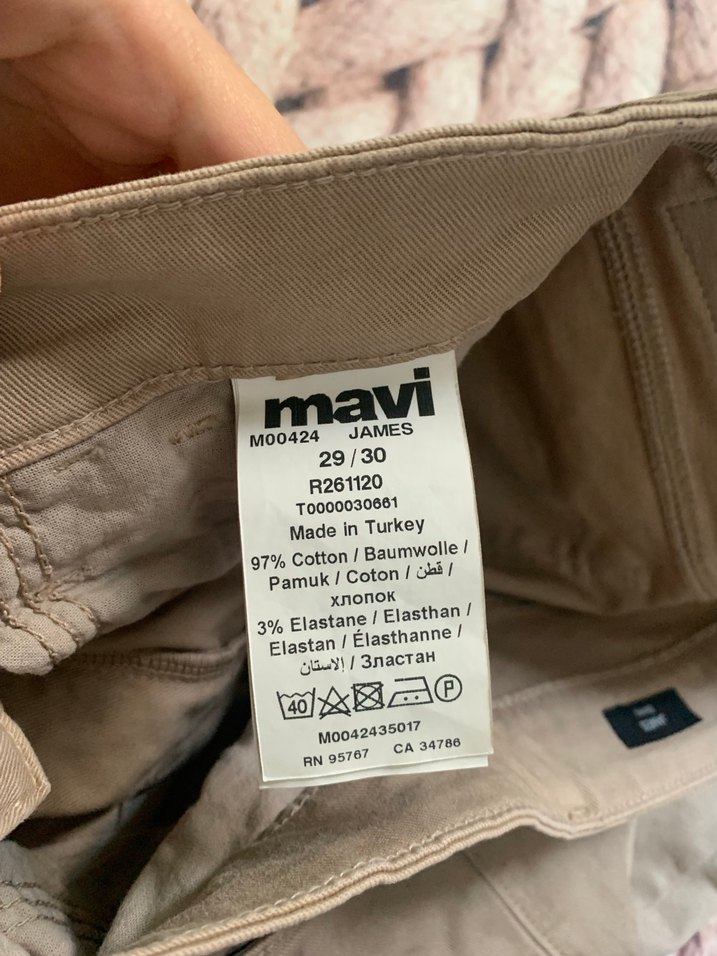 mavi
M00424 JAMES
29 / 30
R261120
T0000030661
Made in Turkey
97% Cotton / Baumwolle /
Pamuk / Coton / قطن /
хлопок
3% Elastane / Elasthan /
Elastan / Élasthanne /
إلاستان / Эластан
40 P
M0042435017
RN 95767 CA 34786